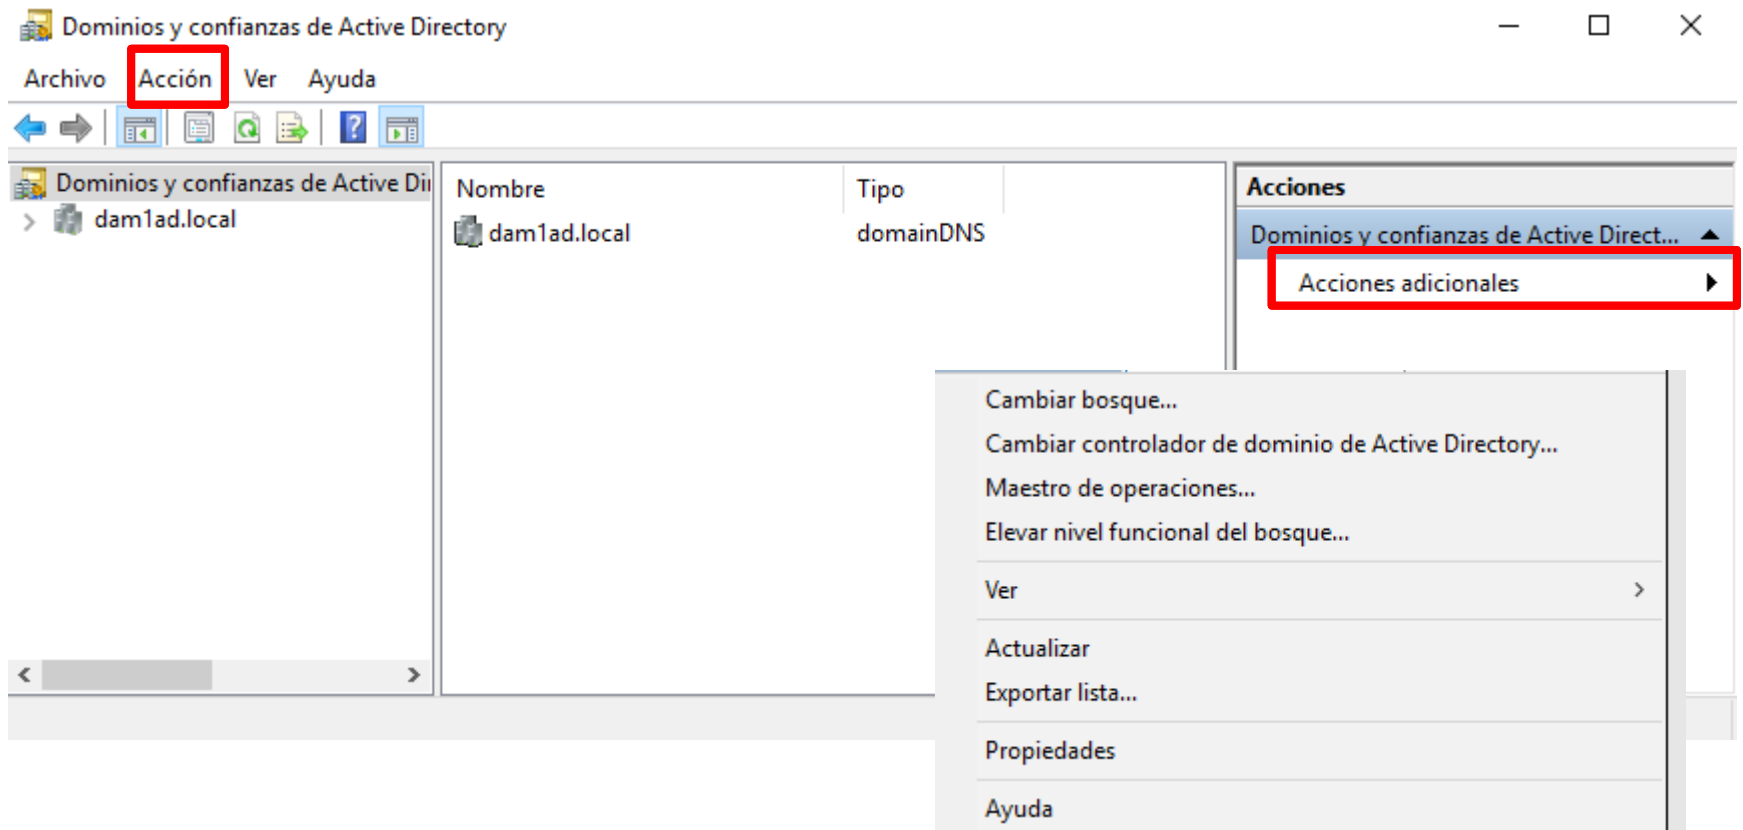 Dominios y confianzas de Active Directory
Archivo Acción Ver Ayuda
Dominios y confianzas de Active Di
dam1ad.local
Nombre Tipo
dam1ad.local domainDNS
Acciones
Dominios y confianzas de Active Direct...
Acciones adicionales
Cambiar bosque...
Cambiar controlador de dominio de Active Directory...
Maestro de operaciones...
Elevar nivel funcional del bosque...
Ver
Actualizar
Exportar lista...
Propiedades
Ayuda